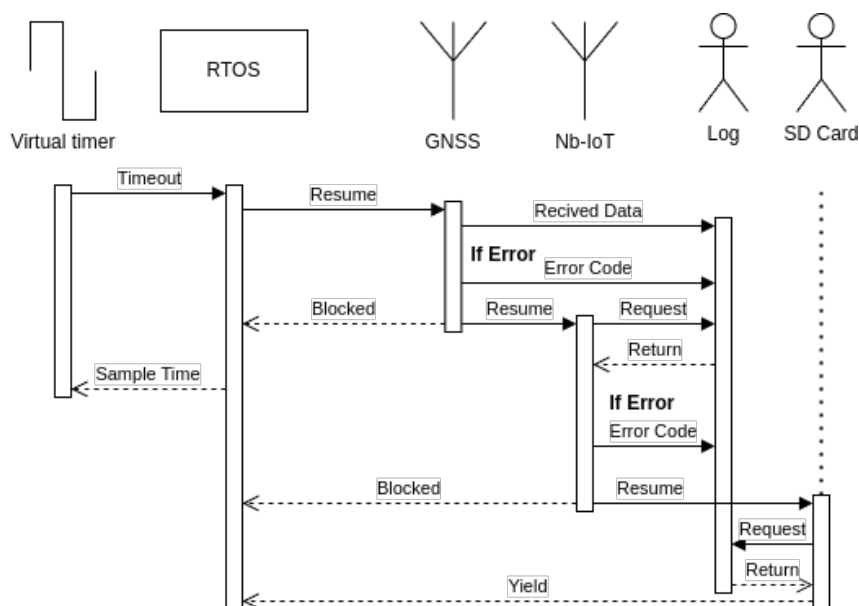 RTOS
Virtual timer
GNSS
Nb-IoT
Log
SD Card
Timeout
Resume
Recived Data
If Error
Error Code
Blocked
Resume
Request
Return
Sample Time
If Error
Error Code
Blocked
Resume
Request
Return
Yield